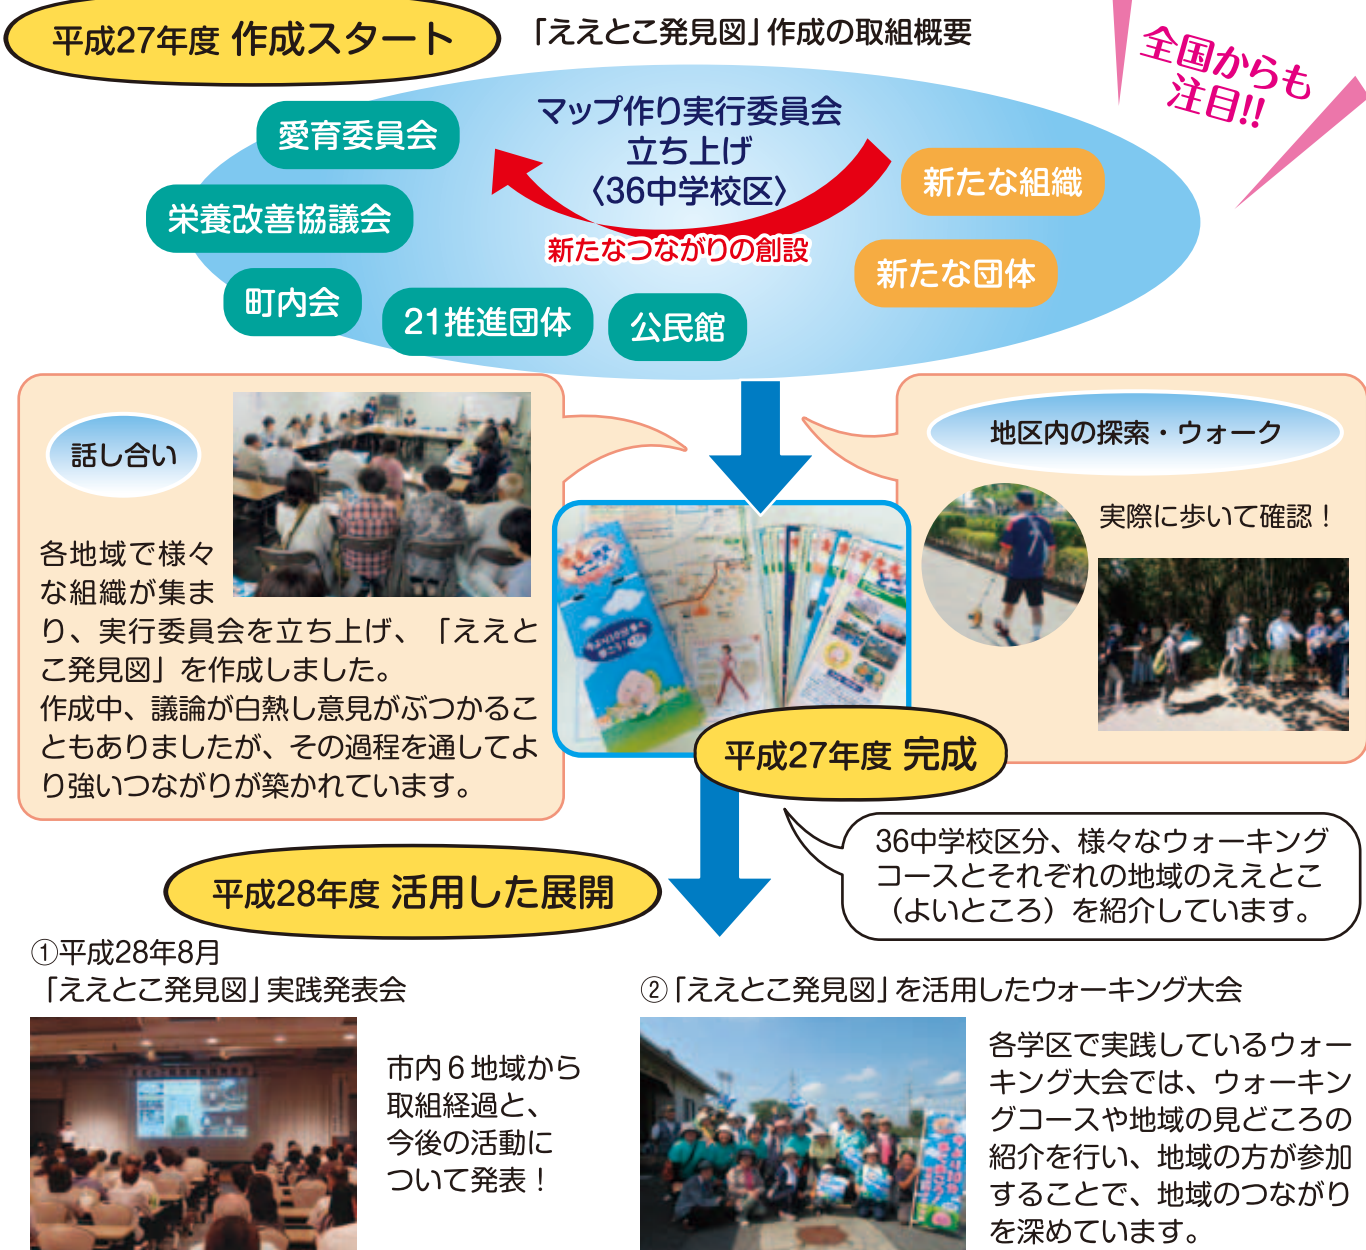 平成27年度 作成スタート
「ええとこ発見図」作成の取組概要
全国からも
注目!!
マップ作り実行委員会
立ち上げ
〈36中学校区〉
愛育委員会
栄養改善協議会
町内会
21推進団体
公民館
新たな組織
新たな団体
新たなつながりの創設
話し合い
各地域で様々
な組織が集ま
り、実行委員会を立ち上げ、「ええと
こ発見図」を作成しました。
作成中、議論が白熱し意見がぶつかるこ
ともありましたが、その過程を通してよ
り強いつながりが築かれています。
地区内の探索・ウォーク
実際に歩いて確認！
平成27年度 完成
36中学校区分、様々なウォーキング
コースとそれぞれの地域のええとこ
（よいところ）を紹介しています。
平成28年度 活用した展開
①平成28年8月
「ええとこ発見図」実践発表会
市内６地域から
取組経過と、
今後の活動に
ついて発表！
②「ええとこ発見図」を活用したウォーキング大会
各学区で実践しているウォー
キング大会では、ウォーキン
グコースや地域の見どころの
紹介を行い、地域の方が参加
することで、地域のつながり
を深めています。